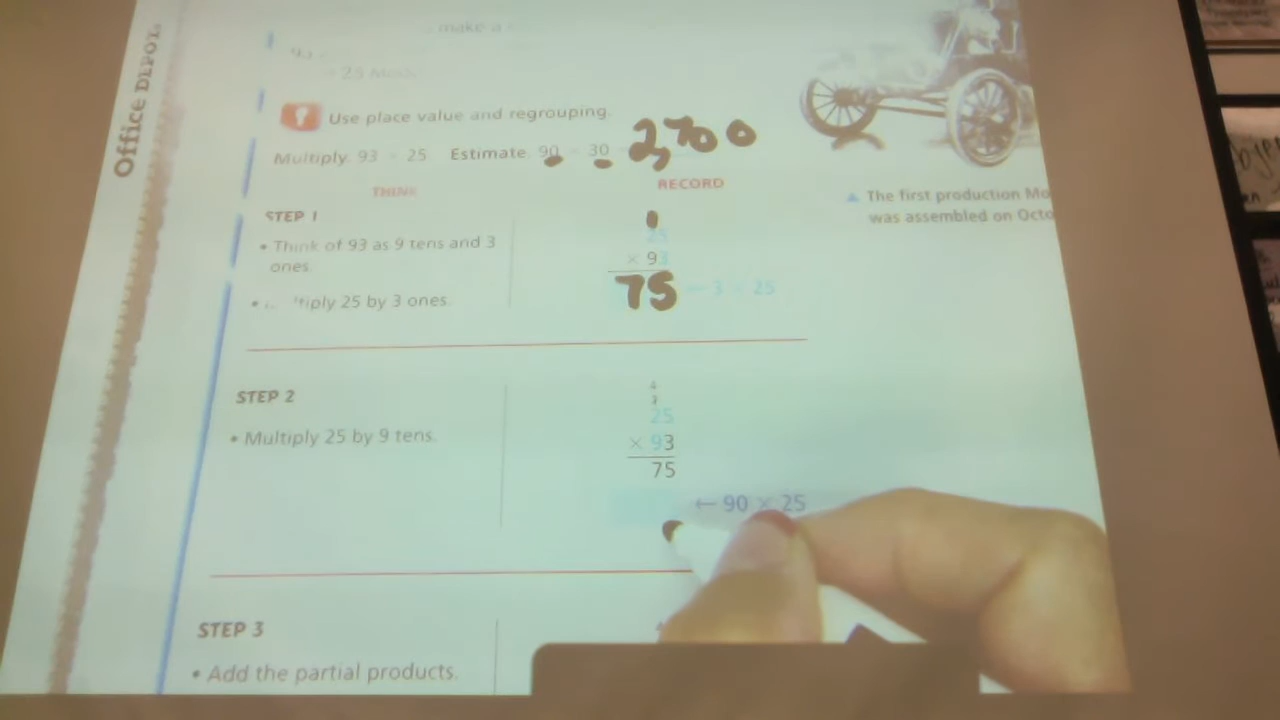 Office DEPOT
make a
Use place value and regrouping.
Multiply. 93 × 25 Estimate. 90 × 30 2,700
THINK
RECORD
The first production Mo
was assembled on Octo
STEP 1
• Think of 93 as 9 tens and 3
ones.
• tiply 25 by 3 ones.
25
× 93
75 ← 3 × 25
STEP 2
• Multiply 25 by 9 tens.
4
25
× 93
75
← 90 × 25
STEP 3
• Add the partial products.